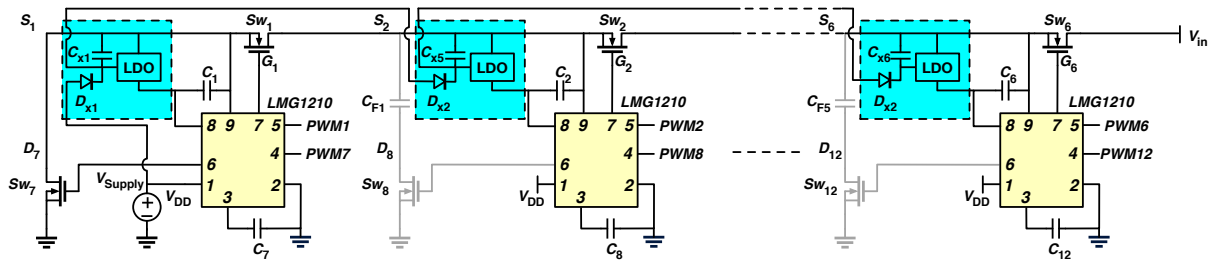 S1 Sw1 S2 Sw2 S6 Sw6
Vin
Cx1 LDO C1 G1 Cx5 LDO C2 G2 Cx6 LDO C6 G6
Dx1 LMG1210 CF1 Dx2 LMG1210 CF5 Dx2 LMG1210
8 9 7 5 PWM1 8 9 7 5 PWM2 8 9 7 5 PWM6
D7 6 4 PWM7 D8 6 4 PWM8 D12 6 4 PWM12
Sw7 VSupply VDD 1 2 Sw8 VDD 1 2 Sw12 VDD 1 2
3 3 3
C7 C8 C12